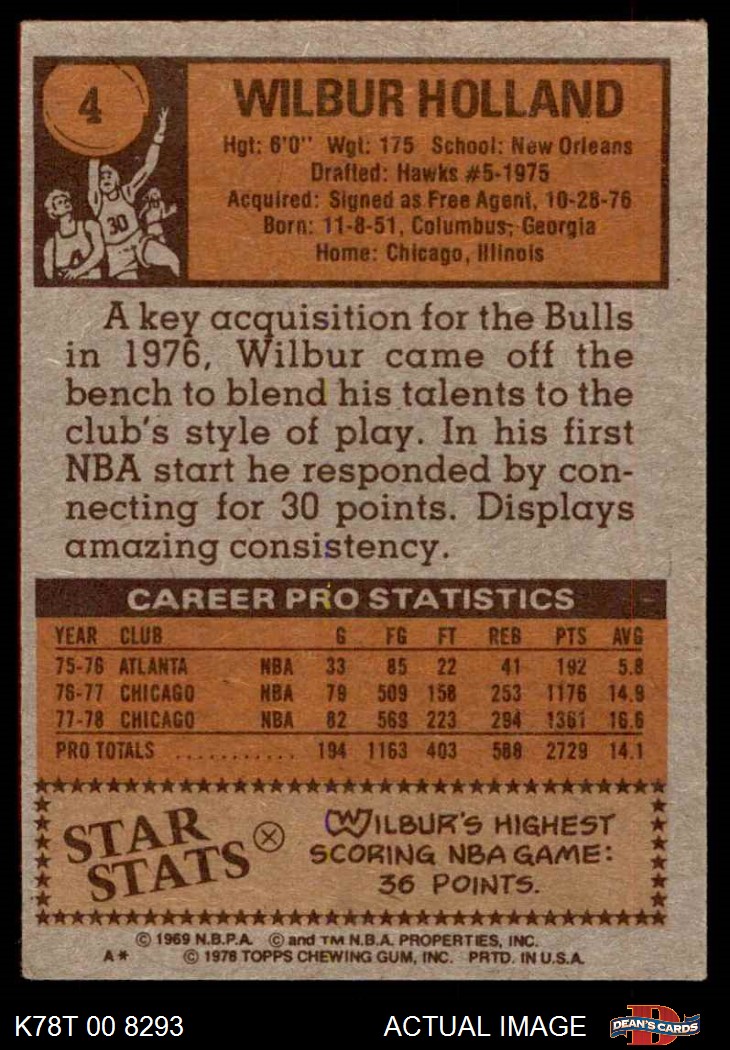 4
WILBUR HOLLAND
Hgt: 6'0" Wgt: 175 School: New Orleans
Drafted: Hawks #5-1975
Acquired: Signed as Free Agent, 10-28-76
Born: 11-8-51, Columbus, Georgia
Home: Chicago, Illinois
30
A key acquisition for the Bulls
in 1976, Wilbur came off the
bench to blend his talents to the
club's style of play. In his first
NBA start he responded by con-
necting for 30 points. Displays
amazing consistency.
CAREER PRO STATISTICS
YEAR CLUB G FG FT REB PTS AVG
75-76 ATLANTA NBA 33 85 22 41 192 5.8
76-77 CHICAGO NBA 79 509 158 253 1176 14.9
77-78 CHICAGO NBA 82 569 223 294 1361 16.6
PRO TOTALS ........... 194 1163 403 588 2729 14.1
STAR
STATS
WILBUR'S HIGHEST
SCORING NBA GAME:
36 POINTS.
© 1969 N.B.P.A. © and TM N.B.A. PROPERTIES, INC.
A* © 1978 TOPPS CHEWING GUM, INC. PRTD. IN U.S.A.
K78T 00 8293 ACTUAL IMAGE DEAN'S CARDS